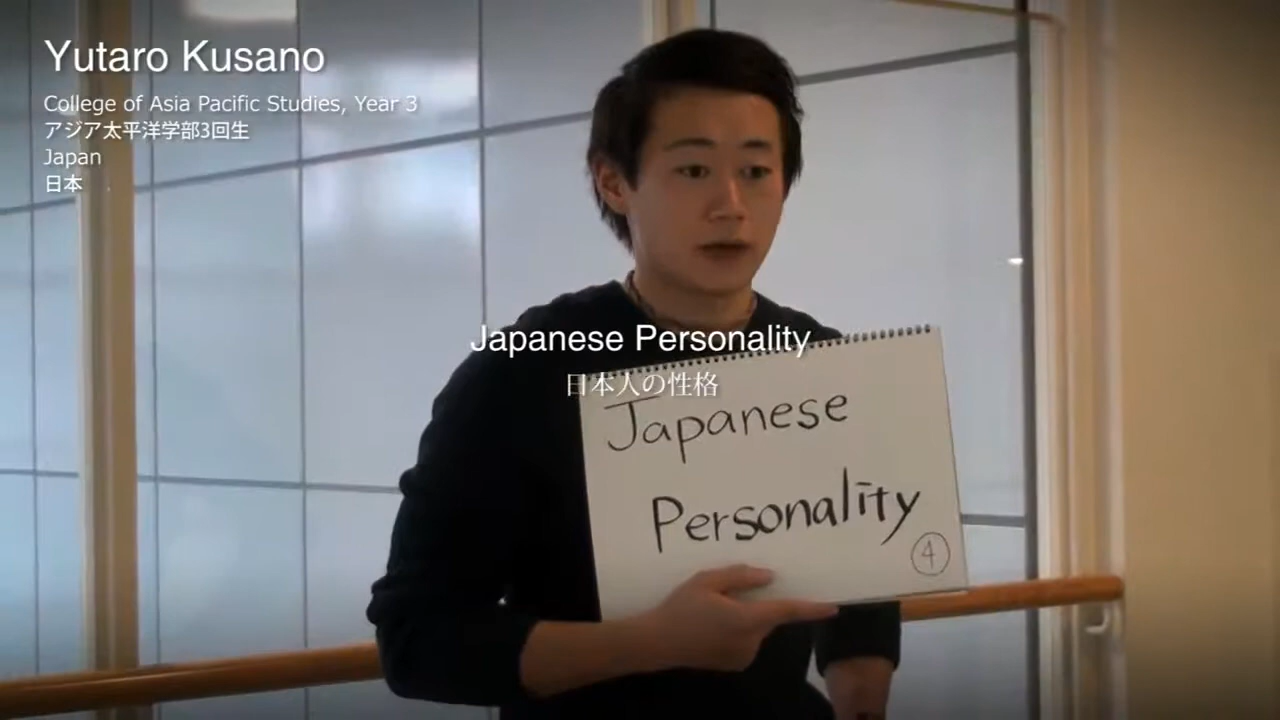 Yutaro Kusano
College of Asia Pacific Studies, Year 3
アジア太平洋学部3回生
Japan
日本
Japanese Personality
日本人の性格
Japanese
Personality
4